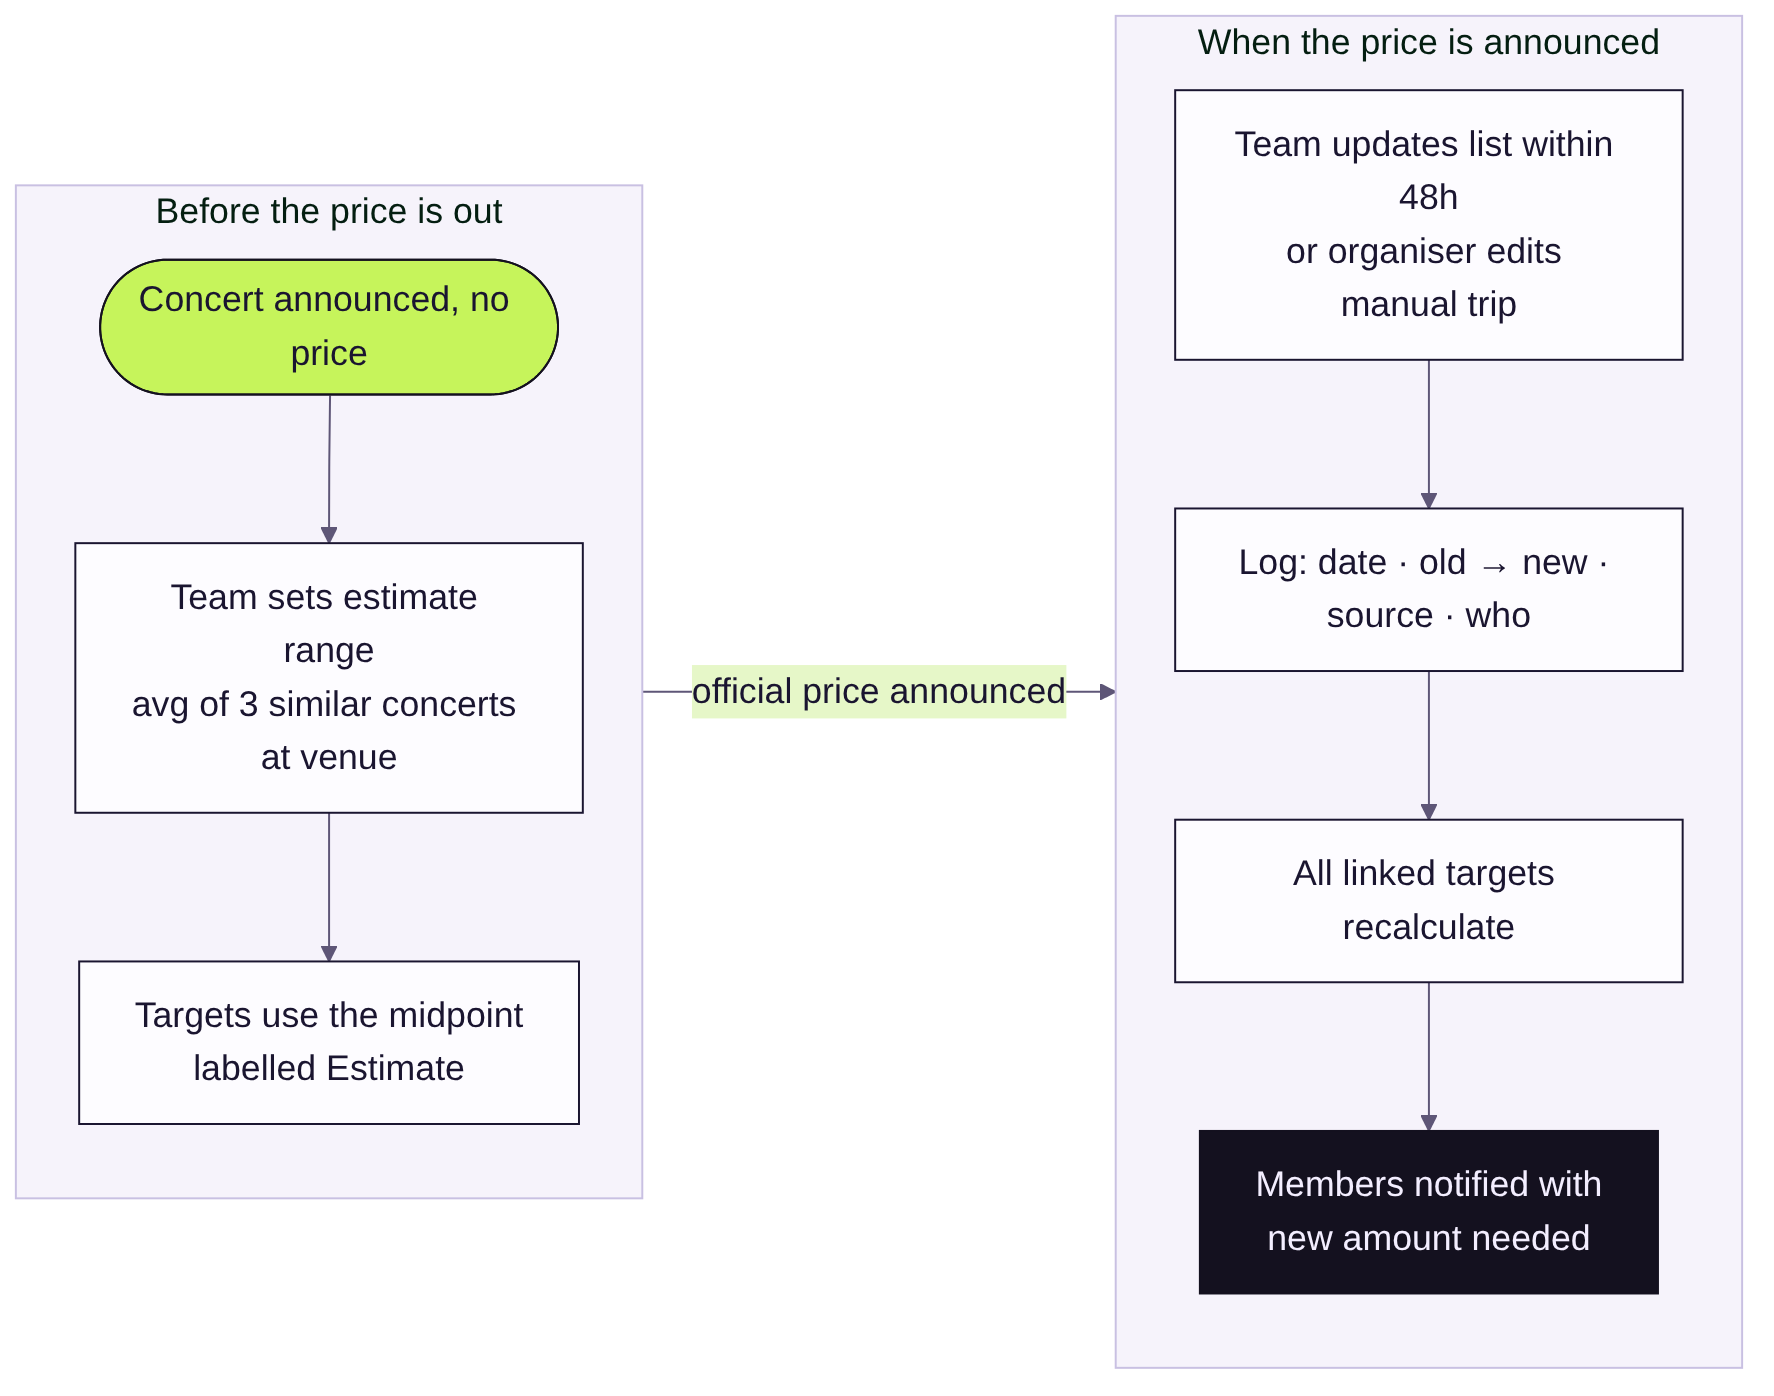 Before the price is out
Concert announced, no
price
Team sets estimate
range
avg of 3 similar concerts
at venue
Targets use the midpoint
labelled Estimate
official price announced
When the price is announced
Team updates list within
48h
or organiser edits
manual trip
Log: date · old → new ·
source · who
All linked targets
recalculate
Members notified with
new amount needed